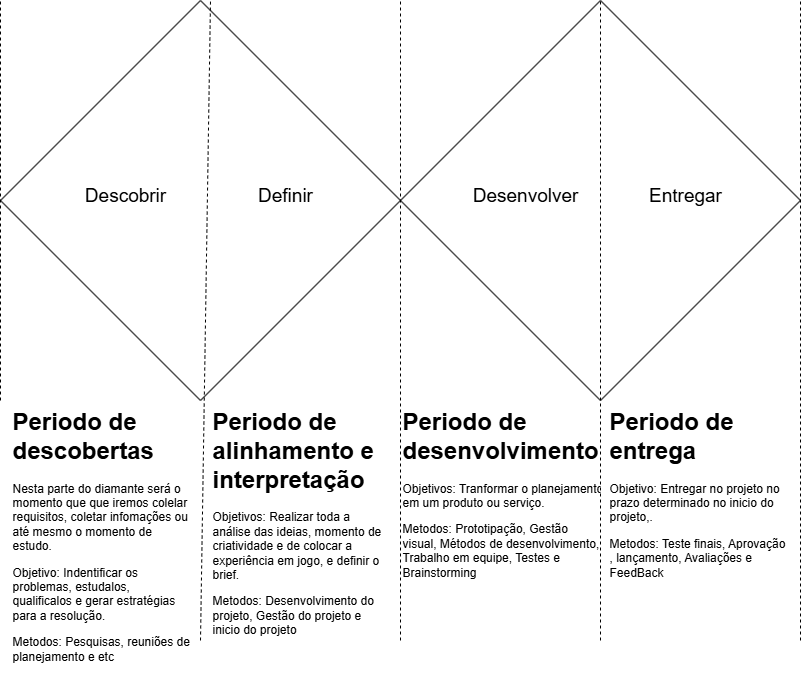 Descobrir
Definir
Desenvolver
Entregar
Periodo de
descobertas
Nesta parte do diamante será o
momento que que iremos colelar
requisitos, coletar infomações ou
até mesmo o momento de
estudo.
Objetivo: Indentificar os
problemas, estudalos,
qualificalos e gerar estratégias
para a resolução.
Metodos: Pesquisas, reuniões de
planejamento e etc
Periodo de
alinhamento e
interpretação
Objetivos: Realizar toda a
análise das ideias, momento de
criatividade e de colocar a
experiência em jogo, e definir o
brief.
Metodos: Desenvolvimento do
projeto, Gestão do projeto e
inicio do projeto
Periodo de
desenvolvimento
Objetivos: Tranformar o planejamento
em um produto ou serviço.
Metodos: Prototipação, Gestão
visual, Métodos de desenvolvimento,
Trabalho em equipe, Testes e
Brainstorming
Periodo de
entrega
Objetivo: Entregar no projeto no
prazo determinado no inicio do
projeto,.
Metodos: Teste finais, Aprovação
, lançamento, Avaliações e
FeedBack